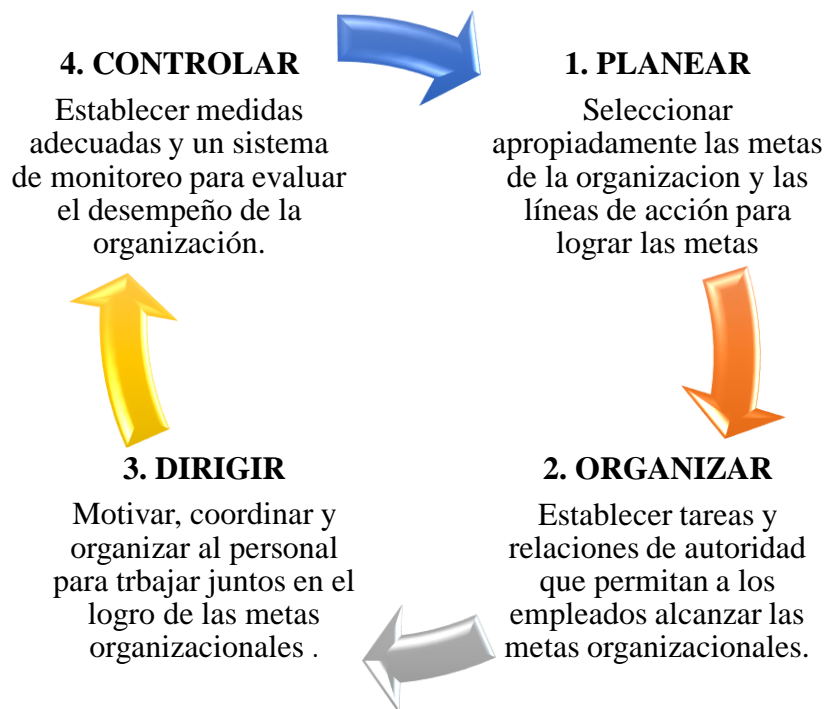 4. CONTROLAR
Establecer medidas
adecuadas y un sistema
de monitoreo para evaluar
el desempeño de la
organización.
1. PLANEAR
Seleccionar
apropiadamente las metas
de la organizacion y las
líneas de acción para
lograr las metas
3. DIRIGIR
Motivar, coordinar y
organizar al personal
para trbajar juntos en el
logro de las metas
organizacionales .
2. ORGANIZAR
Establecer tareas y
relaciones de autoridad
que permitan a los
empleados alcanzar las
metas organizacionales.